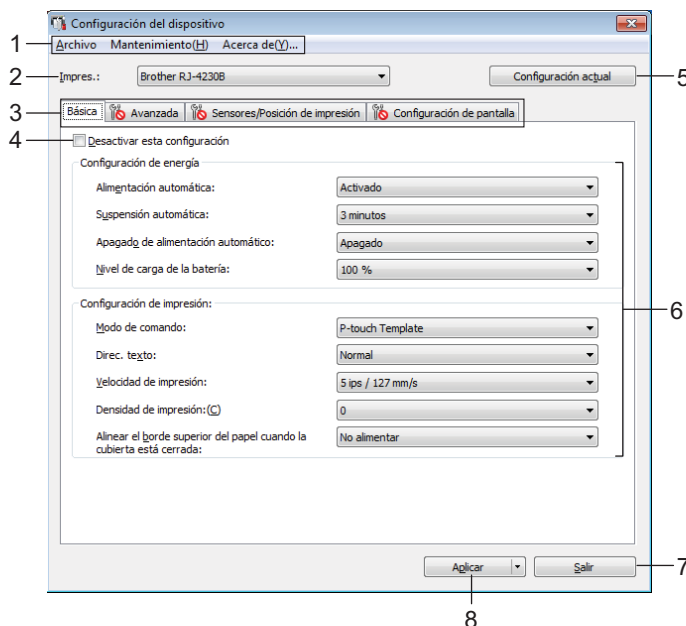 Configuración del dispositivo
1
Archivo Mantenimiento(H) Acerca de(Y)...
2
Impres.: Brother RJ-4230B Configuración actual
5
3
Básica Avanzada Sensores/Posición de impresión Configuración de pantalla
4
Desactivar esta configuración
Configuración de energía
Alimentación automática: Activado
Suspensión automática: 3 minutos
Apagado de alimentación automático: Apagado
Nivel de carga de la batería: 100 %
6
Configuración de impresión:
Modo de comando: P-touch Template
Direc. texto: Normal
Velocidad de impresión: 5 ips / 127 mm/s
Densidad de impresión:(C) 0
Alinear el borde superior del papel cuando la
cubierta está cerrada: No alimentar
Aplicar Salir
7
8